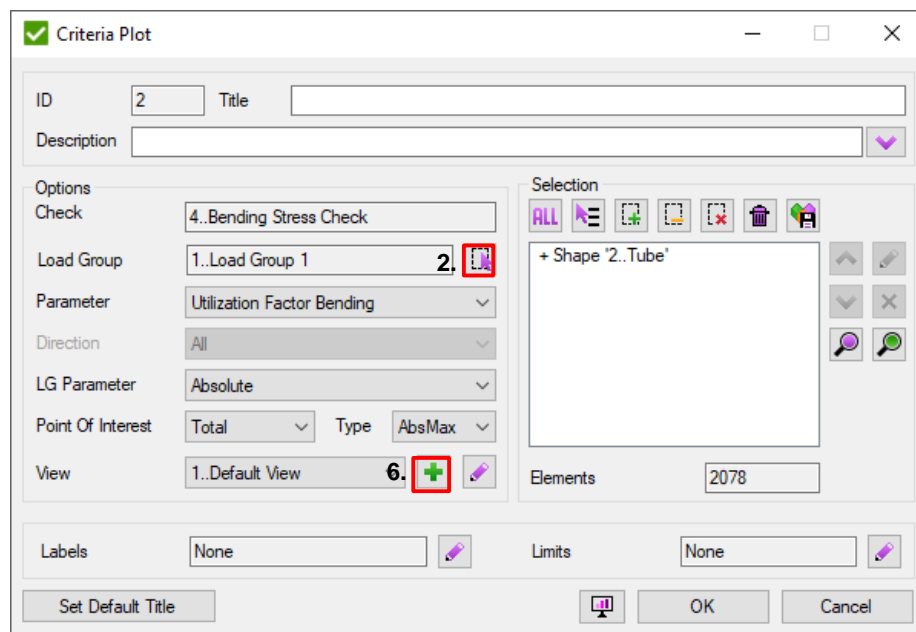 Criteria Plot
ID 2 Title
Description
Options
Check 4..Bending Stress Check
Load Group 1..Load Group 1 2.
Parameter Utilization Factor Bending
Direction All
LG Parameter Absolute
Point Of Interest Total Type AbsMax
View 1..Default View 6.
Selection
ALL
+ Shape '2..Tube'
Elements 2078
Labels None Limits None
Set Default Title OK Cancel